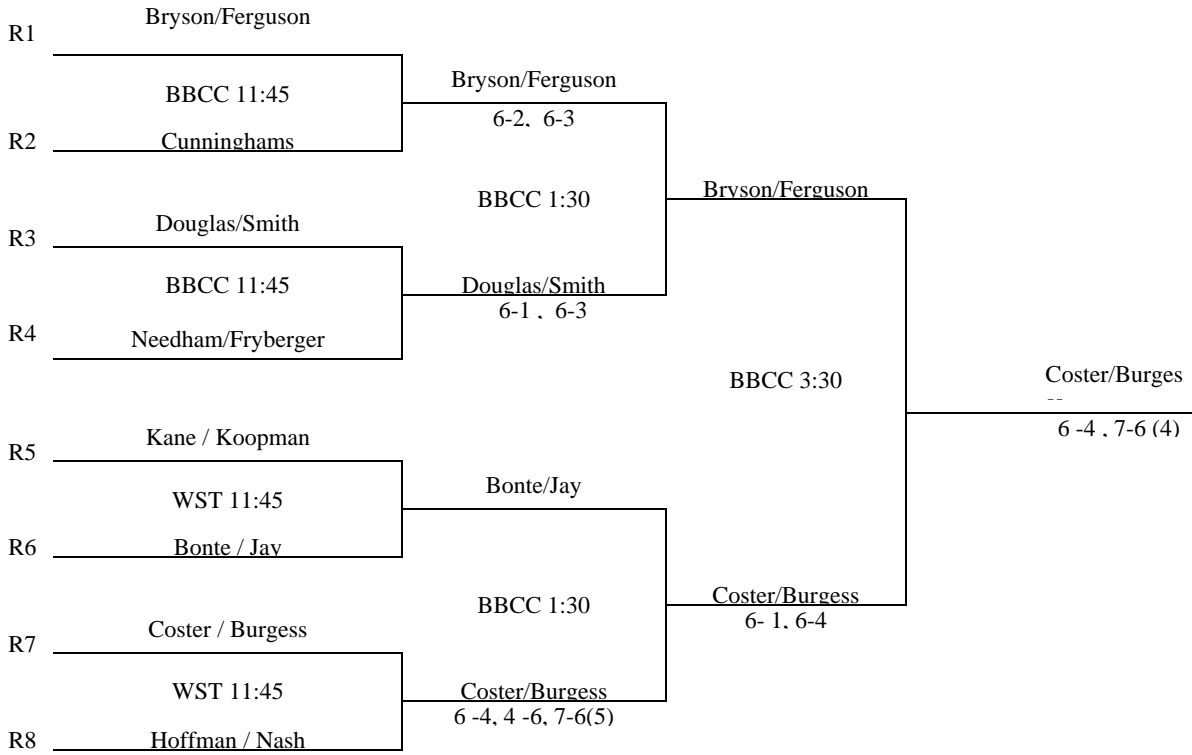 R1
Bryson/Ferguson
BBCC 11:45
R2
Cunninghams
Bryson/Ferguson
6-2, 6-3
R3
Douglas/Smith
BBCC 11:45
R4
Needham/Fryberger
Douglas/Smith
6-1 , 6-3
BBCC 1:30
Bryson/Ferguson
R5
Kane / Koopman
WST 11:45
R6
Bonte / Jay
Bonte/Jay
R7
Coster / Burgess
WST 11:45
R8
Hoffman / Nash
Coster/Burgess
6 -4, 4 -6, 7-6(5)
BBCC 1:30
Coster/Burgess
6- 1, 6-4
BBCC 3:30
Coster/Burges
6 -4 , 7-6 (4)